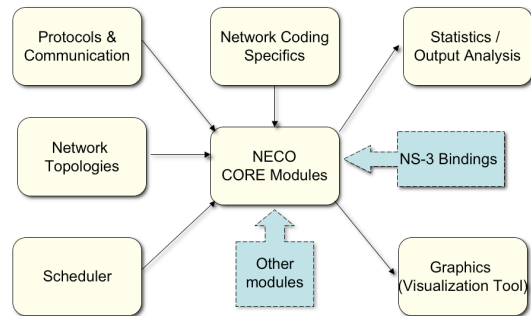 Protocols &
Communication
Network Coding
Specifics
Statistics /
Output Analysis
Network
Topologies
NECO
CORE Modules
NS-3 Bindings
Scheduler
Other
modules
Graphics
(Visualization Tool)